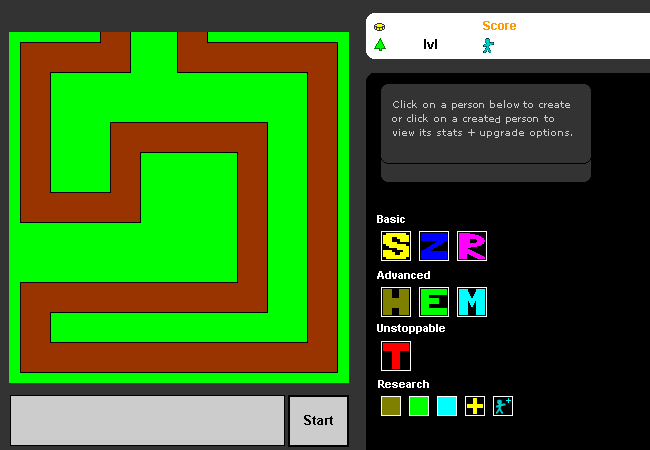 Score
lvl
Click on a person below to create
or click on a created person to
view its stats + upgrade options.
Basic
S Z R
Advanced
H E M
Unstoppable
T
Research
Start